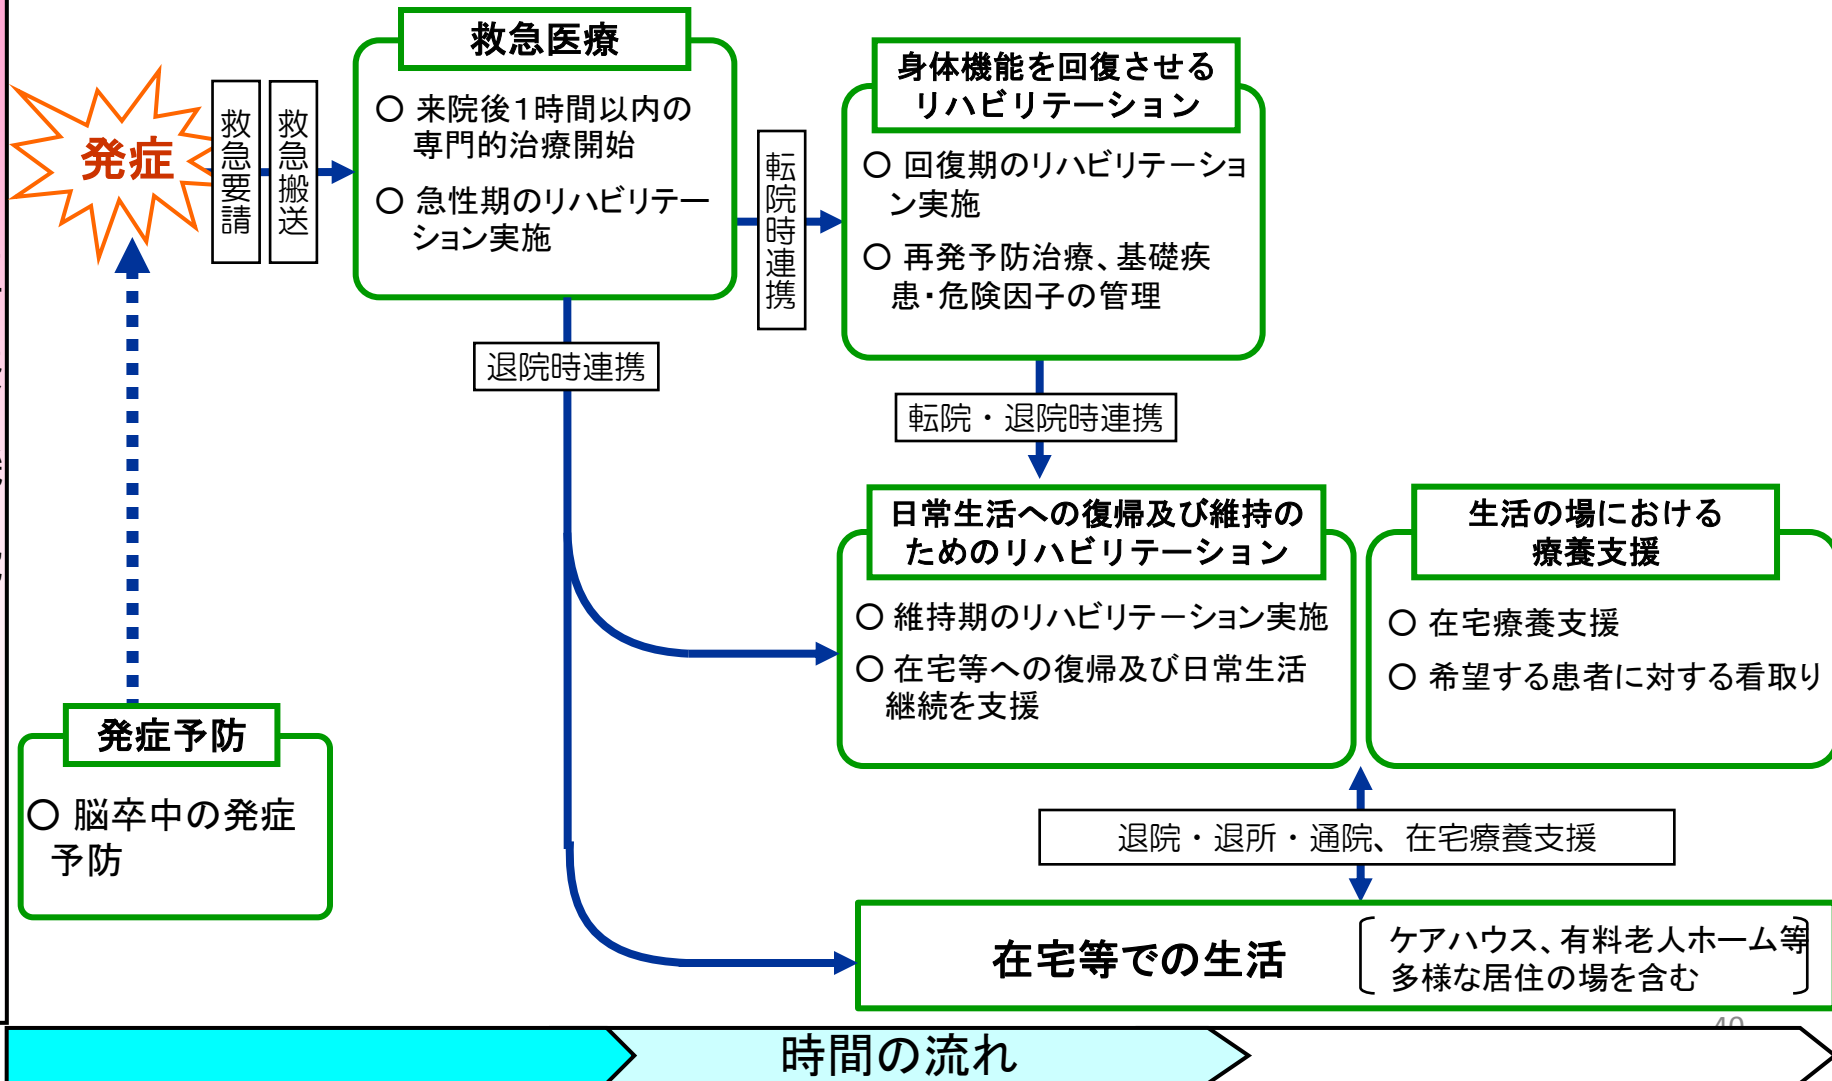 救急医療
○ 来院後1時間以内の
専門的治療開始
○ 急性期のリハビリテー
ション実施
発症
救急要請
救急搬送
転院時連携
身体機能を回復させる
リハビリテーション
○ 回復期のリハビリテーショ
ン実施
○ 再発予防治療、基礎疾
患・危険因子の管理
退院時連携
転院・退院時連携
日常生活への復帰及び維持の
ためのリハビリテーション
○ 維持期のリハビリテーション実施
○ 在宅等への復帰及び日常生活
継続を支援
生活の場における
療養支援
○ 在宅療養支援
○ 希望する患者に対する看取り
発症予防
○ 脳卒中の発症
予防
退院・退所・通院、在宅療養支援
在宅等での生活
ケアハウス、有料老人ホーム等
多様な居住の場を含む
時間の流れ